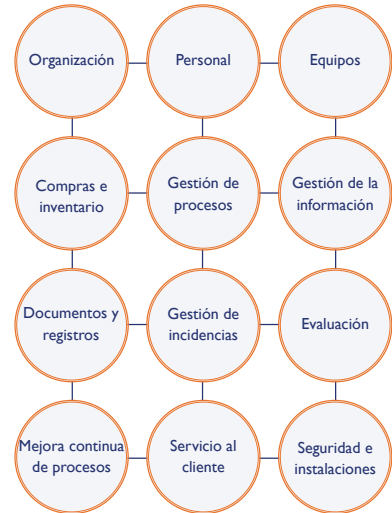 Organización
Personal
Equipos
Compras e
inventario
Gestión de
procesos
Gestión de la
información
Documentos y
registros
Gestión de
incidencias
Evaluación
Mejora continua
de procesos
Servicio al
cliente
Seguridad e
instalaciones